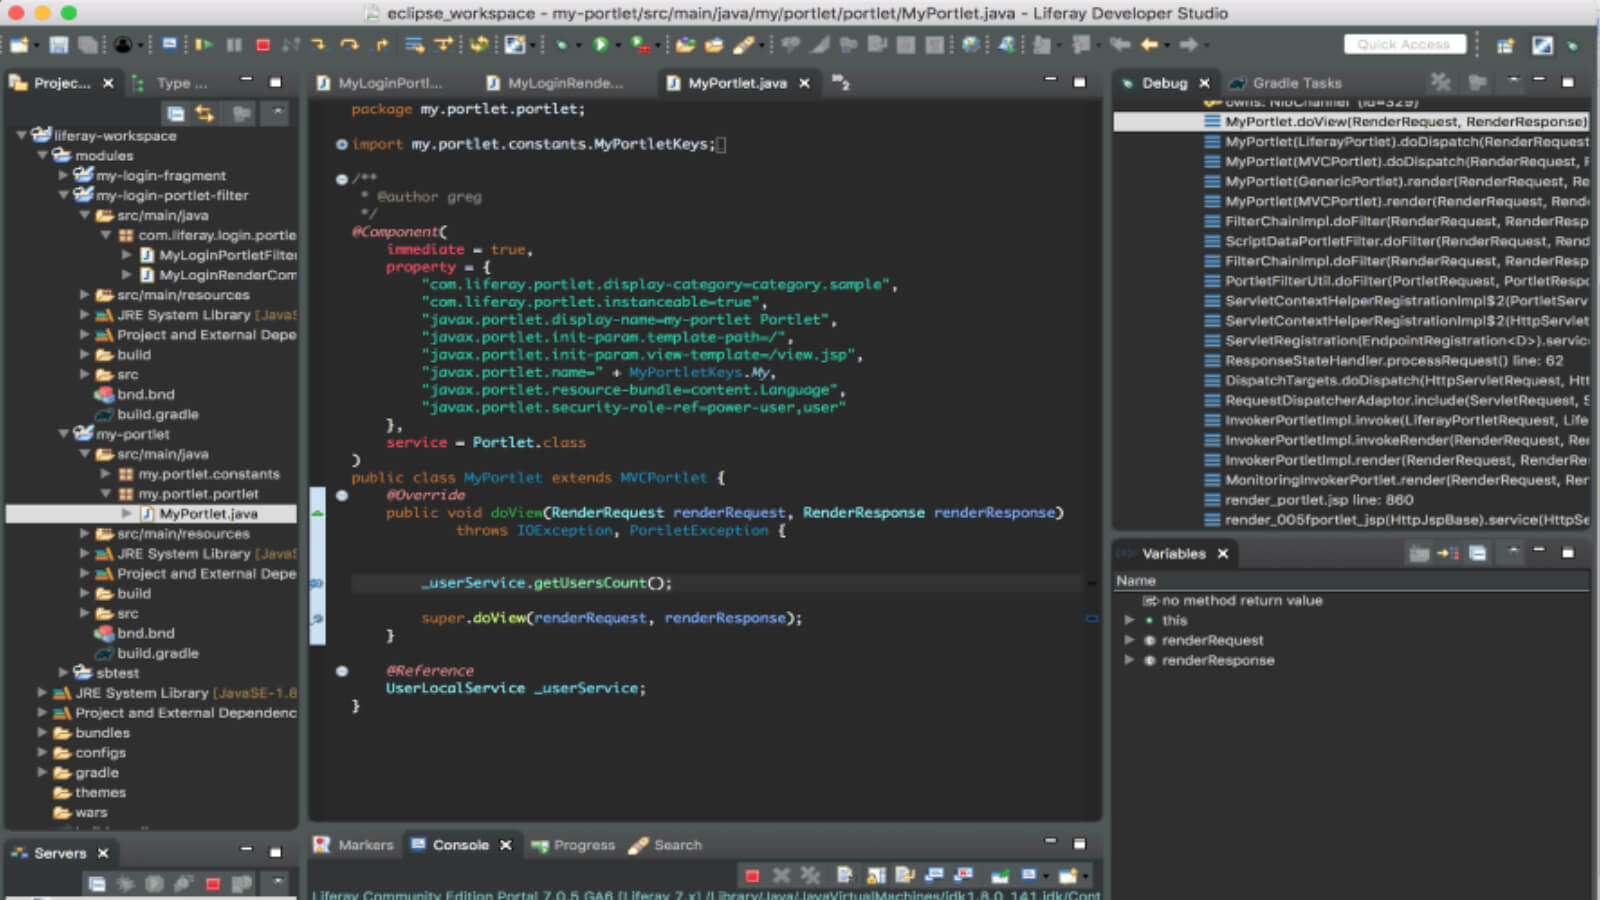 eclipse_workspace - my-portlet/src/main/java/my/portlet/portlet/MyPortlet.java - Liferay Developer Studio
Quick Access
Projec...
Type ...
liferay-workspace
modules
my-login-fragment
my-login-portlet-filter
src/main/java
com.liferay.login.portle
MyLoginPortletFilter
MyLoginRenderCom
src/main/resources
JRE System Library [JavaS
Project and External Depe
build
src
bnd.bnd
build.gradle
my-portlet
src/main/java
my.portlet.constants
my.portlet.portlet
MyPortlet.java
src/main/resources
JRE System Library [JavaS
Project and External Depe
build
src
bnd.bnd
build.gradle
sbtest
JRE System Library [JavaSE-1.8
Project and External Dependenc
bundles
configs
gradle
themes
wars
Servers
MyLoginPortl...
MyLoginRende...
MyPortlet.java
2
package my.portlet.portlet;
import my.portlet.constants.MyPortletKeys;
/**
* @author greg
*/
@Component(
immediate = true,
property = {
"com.liferay.portlet.display-category=category.sample",
"com.liferay.portlet.instanceable=true",
"javax.portlet.display-name=my-portlet Portlet",
"javax.portlet.init-param.template-path=/",
"javax.portlet.init-param.view-template=/view.jsp",
"javax.portlet.name=" + MyPortletKeys.My,
"javax.portlet.resource-bundle=content.Language",
"javax.portlet.security-role-ref=power-user,user"
},
service = Portlet.class
)
public class MyPortlet extends MVCPortlet {
@Override
public void doView(RenderRequest renderRequest, RenderResponse renderResponse)
throws IOException, PortletException {
_userService.getUsersCount();
super.doView(renderRequest, renderResponse);
}
@Reference
UserLocalService _userService;
}
Markers
Console
Progress
Search
Liferay Community Edition Portal 7.0.5 GA6 [Liferay 7.x] /Library/Java/JavaVirtualMachines/jdk1.8.0_141.jdk/Cont
Debug
Gradle Tasks
owns: NioChannel (id=329)
MyPortlet.doView(RenderRequest, RenderResponse)
MyPortlet(LiferayPortlet).doDispatch(RenderRequest
MyPortlet(MVCPortlet).doDispatch(RenderRequest, R
MyPortlet(GenericPortlet).render(RenderRequest, Re
MyPortlet(MVCPortlet).render(RenderRequest, Rend
FilterChainImpl.doFilter(RenderRequest, RenderResp
ScriptDataPortletFilter.doFilter(RenderRequest, Rend
FilterChainImpl.doFilter(RenderRequest, RenderResp
PortletFilterUtil.doFilter(PortletRequest, PortletRespo
ServletContextHelperRegistrationImpl$2(PortletServ
ServletContextHelperRegistrationImpl$2(HttpServlet
ServletRegistration(EndpointRegistration<D>).servic
ResponseStateHandler.processRequest() line: 62
DispatchTargets.doDispatch(HttpServletRequest, Htt
RequestDispatcherAdaptor.include(ServletRequest, S
InvokerPortletImpl.invoke(LiferayPortletRequest, Life
InvokerPortletImpl.invokeRender(RenderRequest, Re
InvokerPortletImpl.render(RenderRequest, RenderRe
MonitoringInvokerPortlet.render(RenderRequest, Ren
render_portlet.jsp line: 860
render_005fportlet_jsp(HttpJspBase).service(HttpSe
Variables
Name
no method return value
this
renderRequest
renderResponse